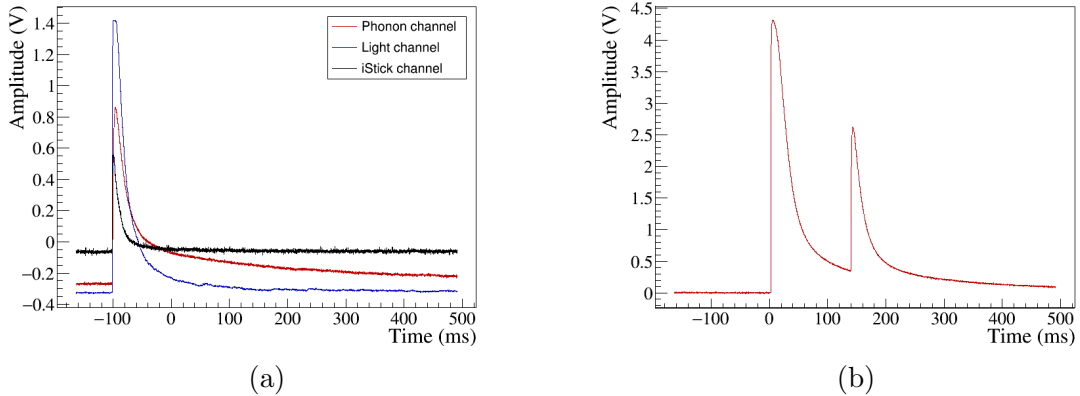 Amplitude (V)
1.4
1.2
1
0.8
0.6
0.4
0.2
0
−0.2
−0.4
Phonon channel
Light channel
iStick channel
−100 0 100 200 300 400 500
Time (ms)
(a)
Amplitude (V)
4.5
4
3.5
3
2.5
2
1.5
1
0.5
0
−100 0 100 200 300 400 500
Time (ms)
(b)